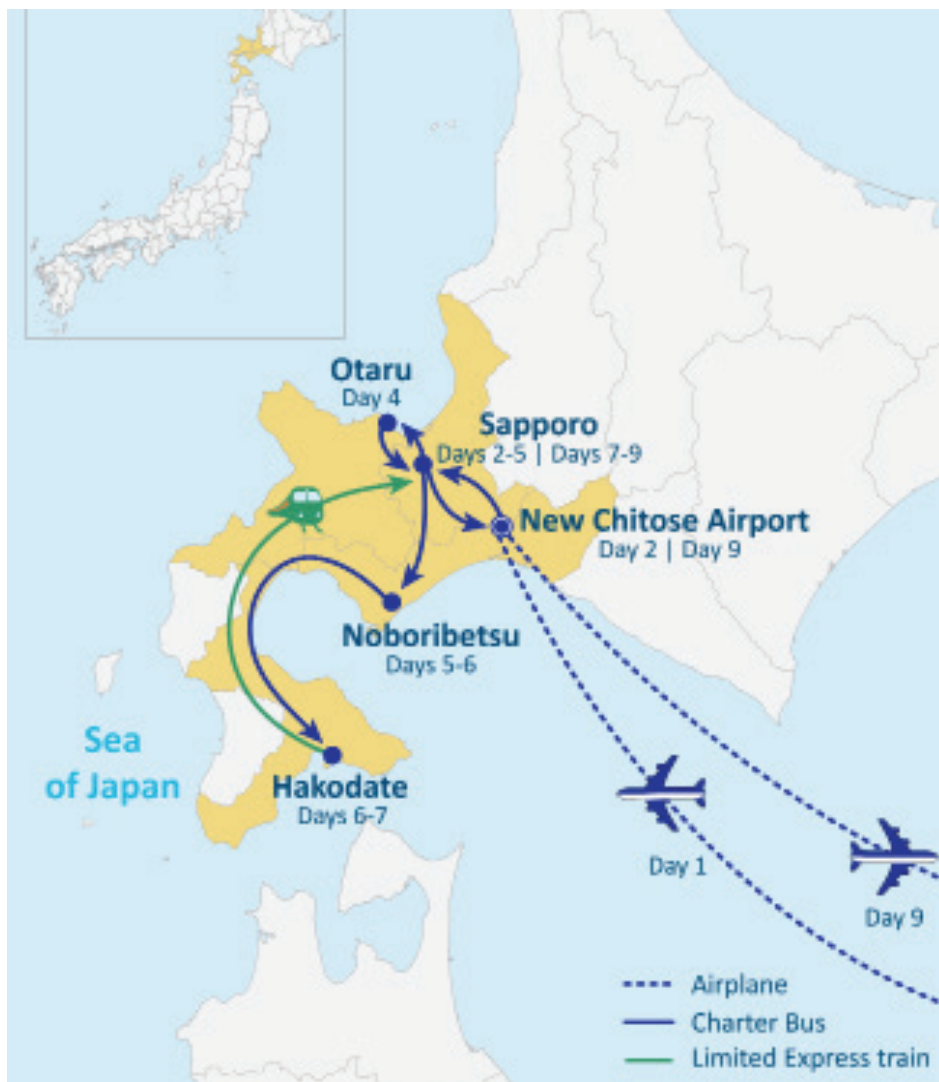 Otaru
Day 4
Sapporo
Days 2-5 | Days 7-9
New Chitose Airport
Day 2 | Day 9
Noboribetsu
Days 5-6
Sea
of Japan
Hakodate
Days 6-7
Day 1
Day 9
Airplane
Charter Bus
Limited Express train